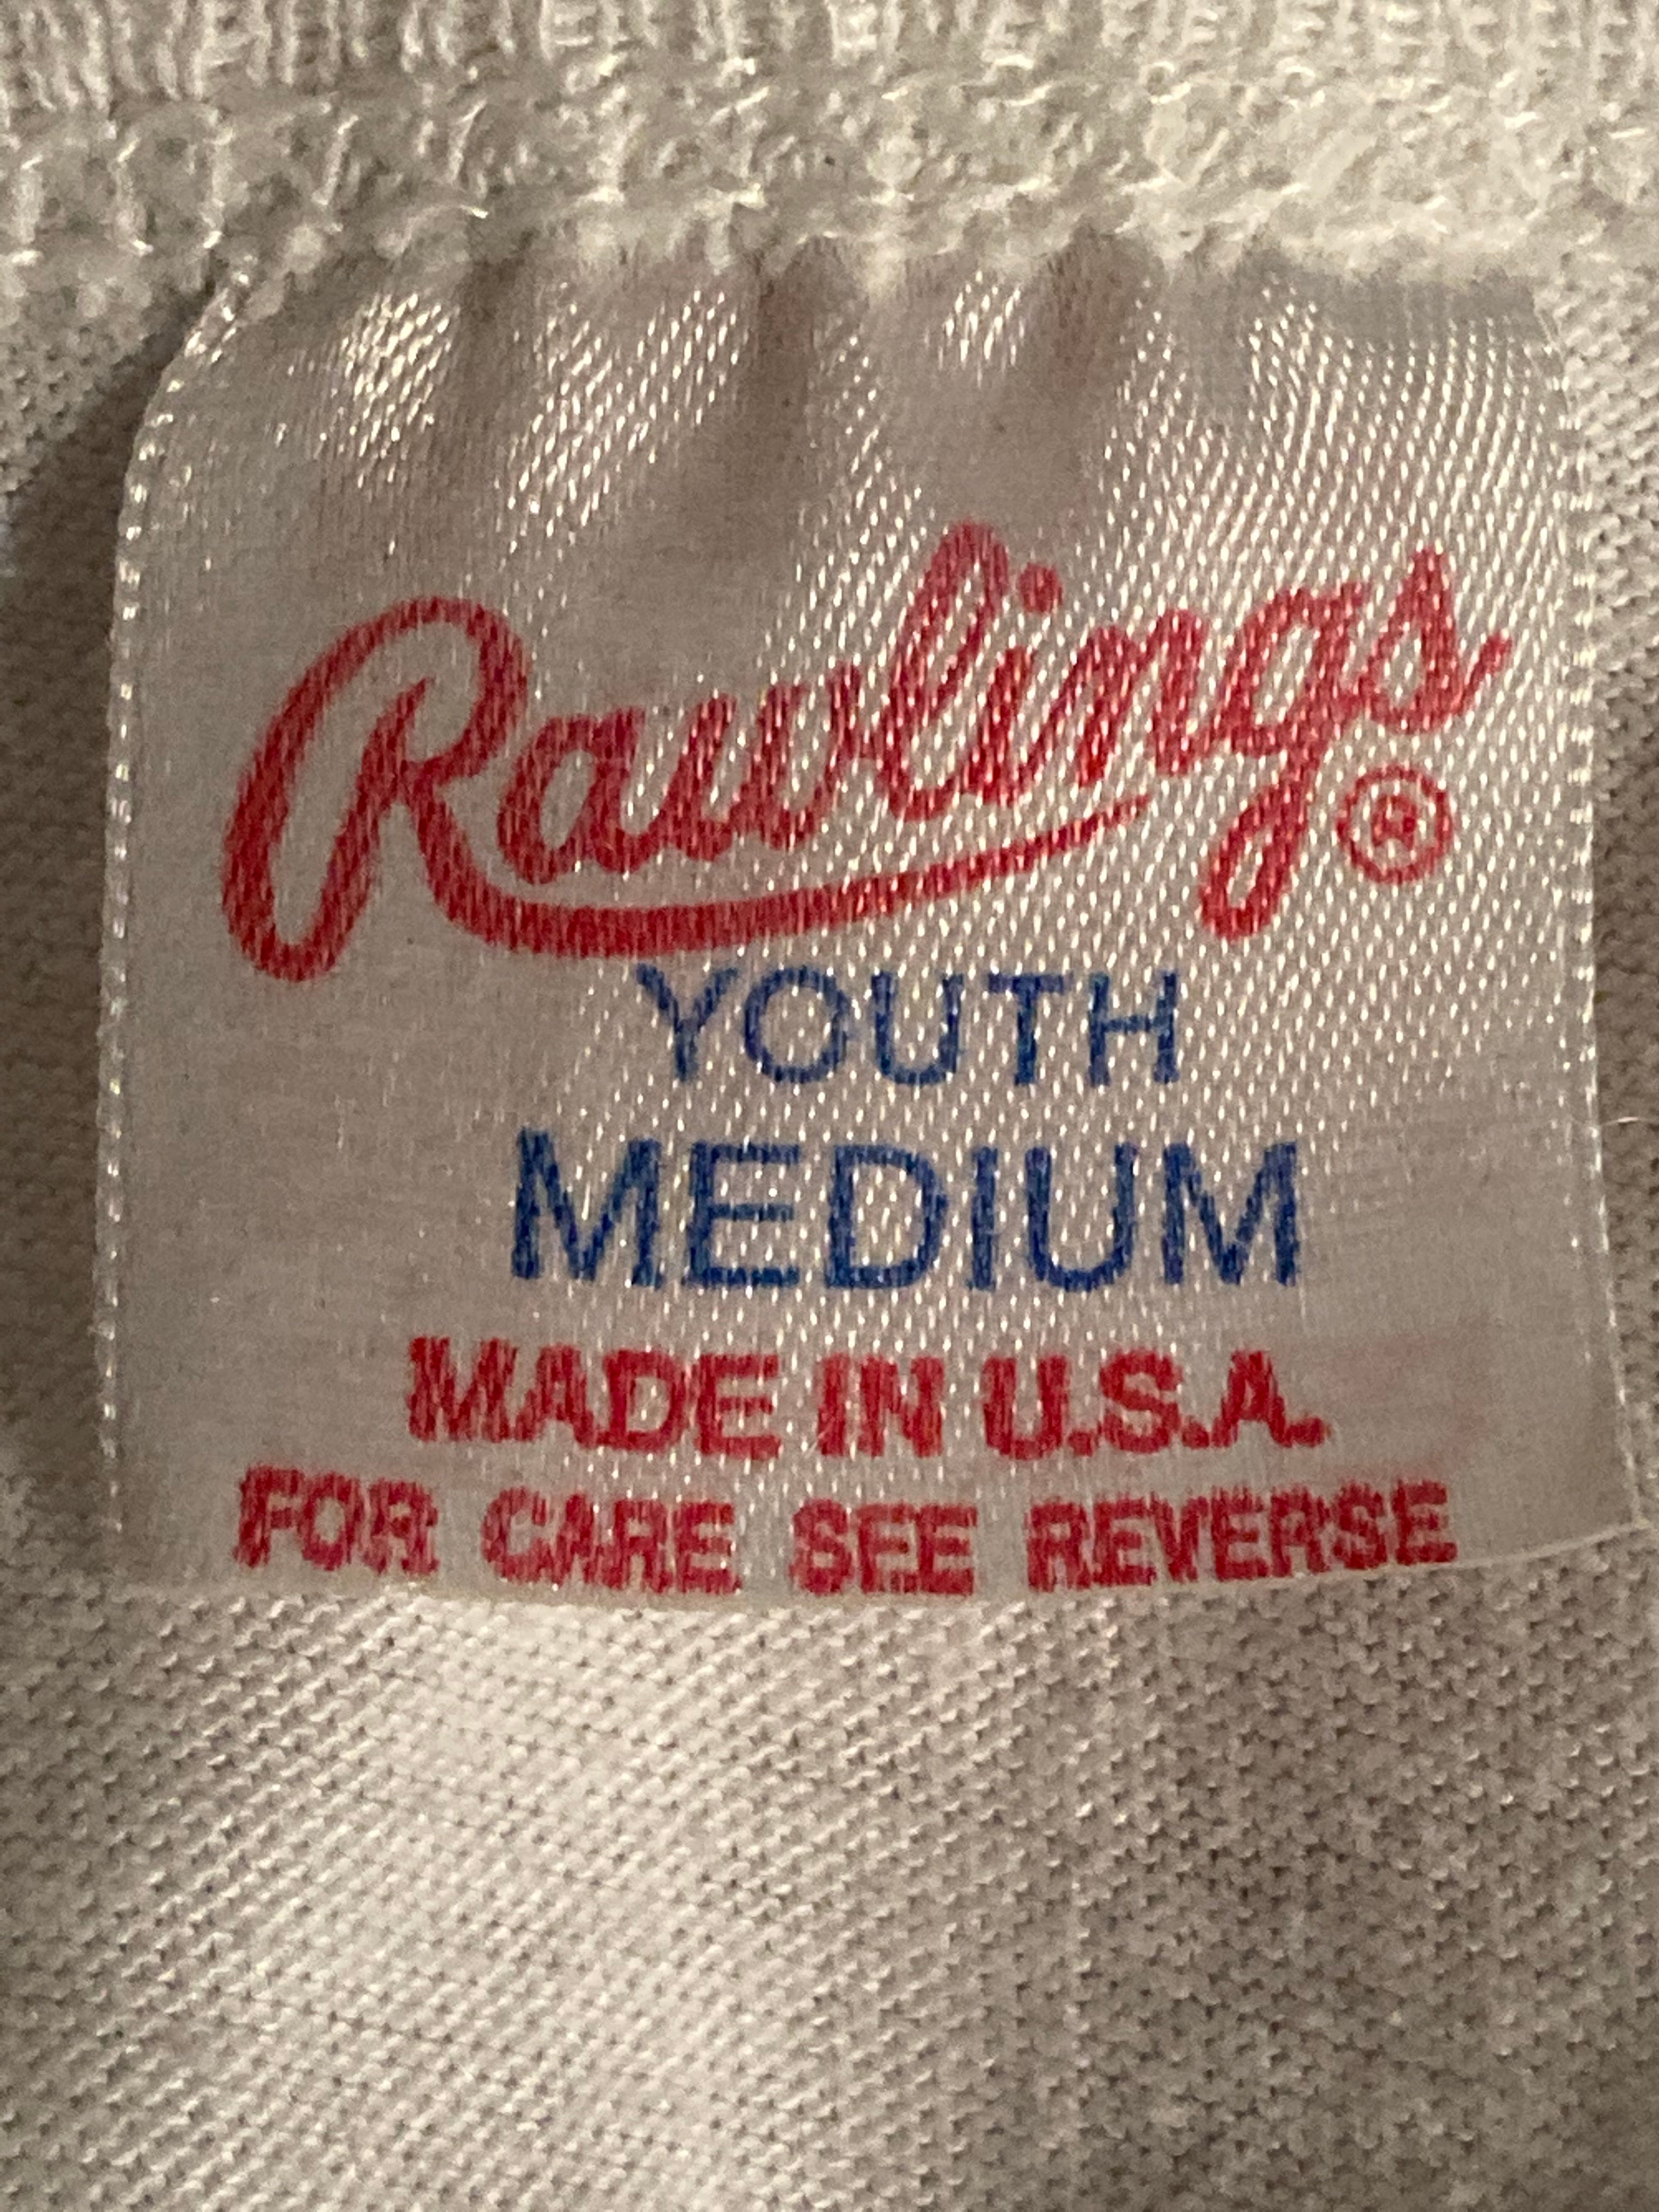 Rawlings®
YOUTH
MEDIUM
MADE IN U.S.A.
FOR CARE SEE REVERSE